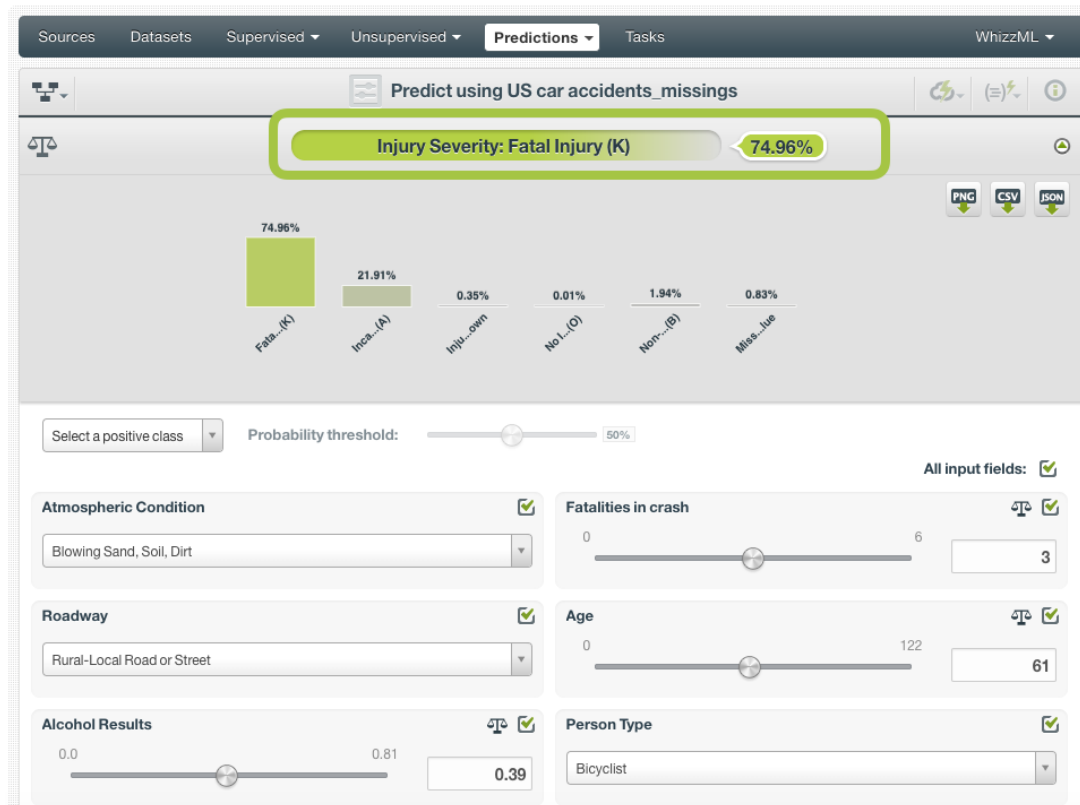 Sources Datasets Supervised Unsupervised Predictions Tasks WhizzML
Predict using US car accidents_missings
Injury Severity: Fatal Injury (K) 74.96%
PNG CSV JSON
74.96%
21.91%
0.35%
0.01%
1.94%
0.83%
Fata...(K)
Inca...(A)
Inju...own
No I...(O)
Non-...(B)
Miss...lue
Select a positive class Probability threshold: 50%
All input fields:
Atmospheric Condition
Blowing Sand, Soil, Dirt
Fatalities in crash
0 6
3
Roadway
Rural-Local Road or Street
Age
0 122
61
Alcohol Results
0.0 0.81
0.39
Person Type
Bicyclist